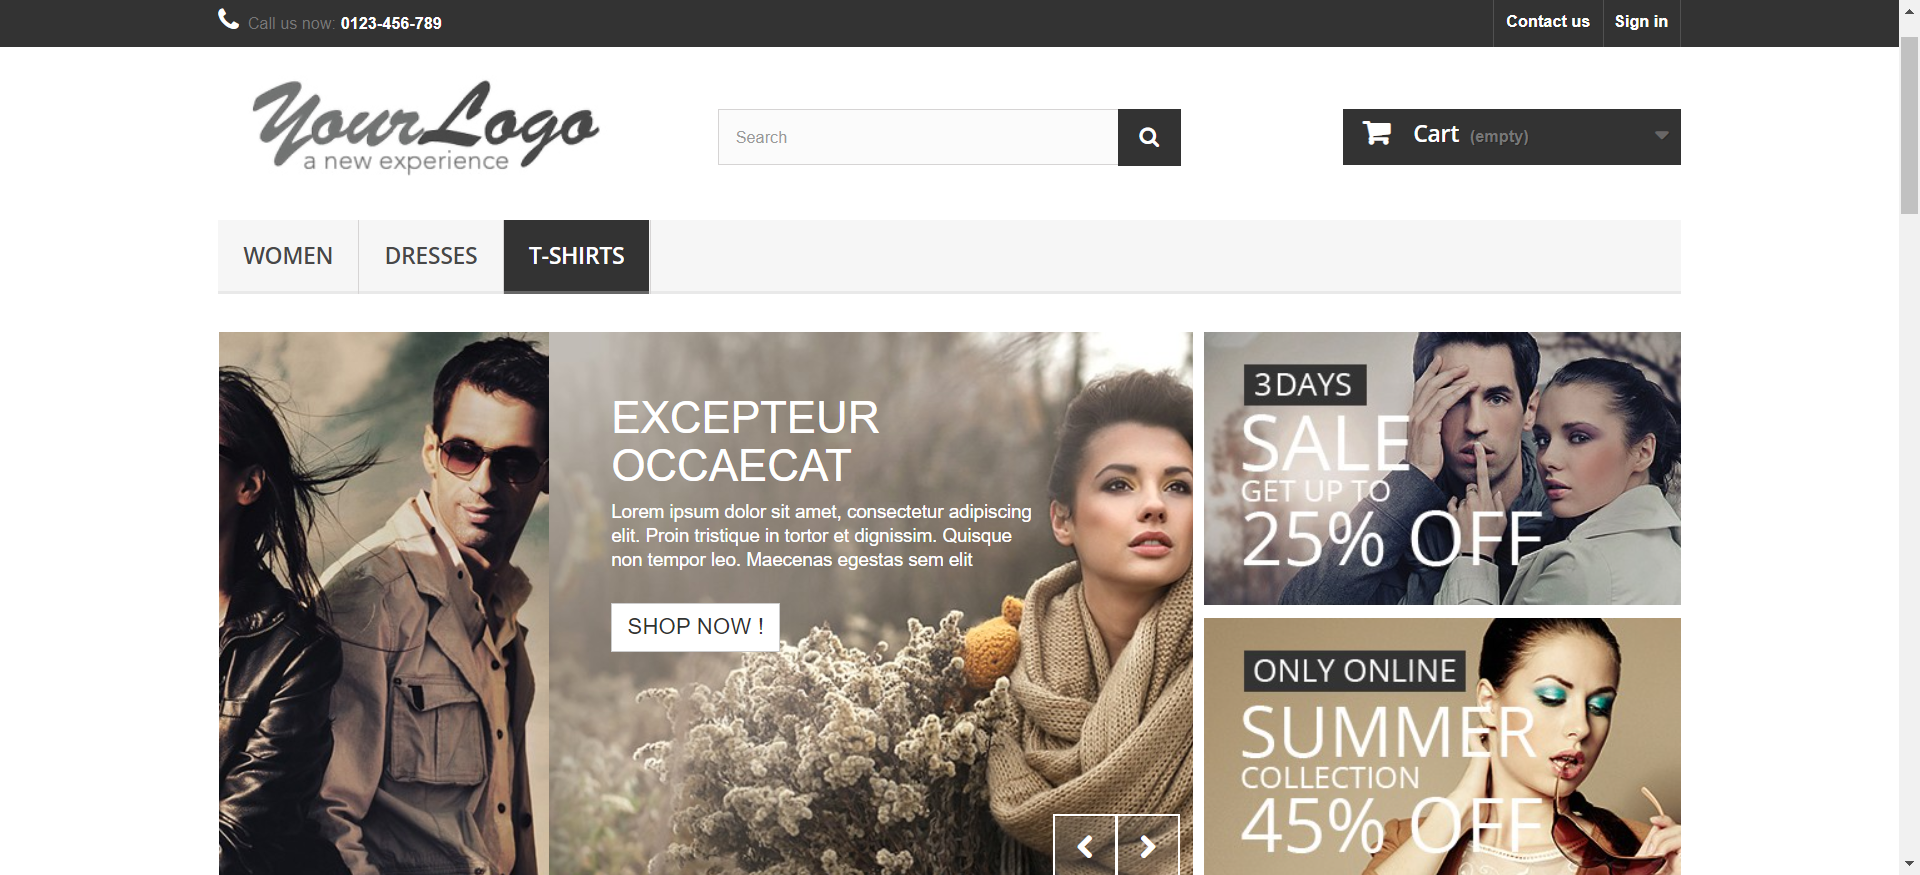 Call us now: 0123-456-789
Contact us
Sign in
YourLogo
a new experience
Search
Cart (empty)
WOMEN
DRESSES
T-SHIRTS
EXCEPTEUR
OCCAECAT
Lorem ipsum dolor sit amet, consectetur adipiscing
elit. Proin tristique in tortor et dignissim. Quisque
non tempor leo. Maecenas egestas sem elit
SHOP NOW !
3 DAYS
SALE
GET UP TO
25% OFF
ONLY ONLINE
SUMMER
COLLECTION
45% OFF